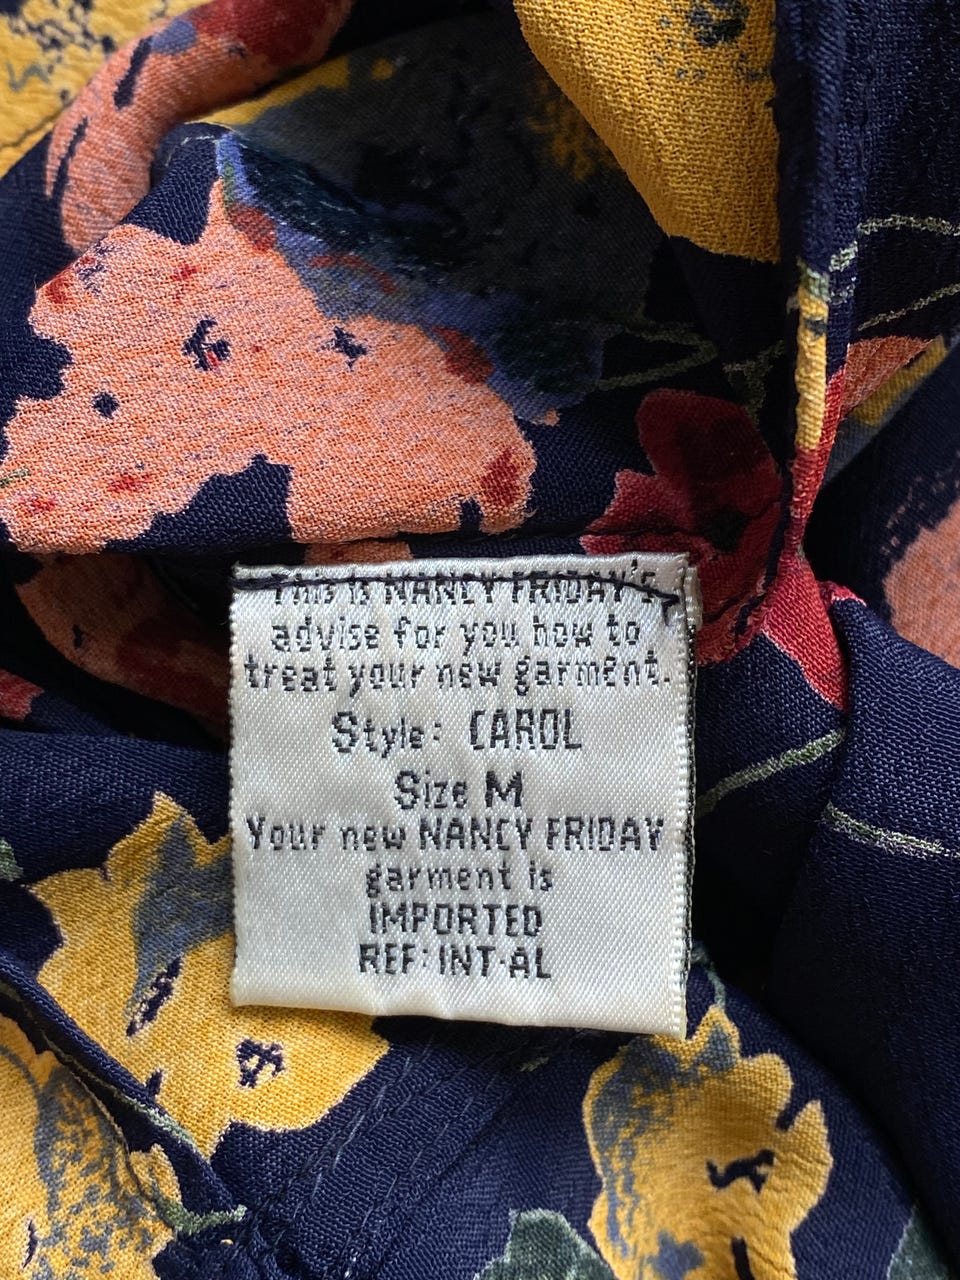 This is NANCY FRIDAY'S
advise for you how to
treat your new garment.
Style: CAROL
Size M
Your new NANCY FRIDAY
garment is
IMPORTED
REF: INT-AL